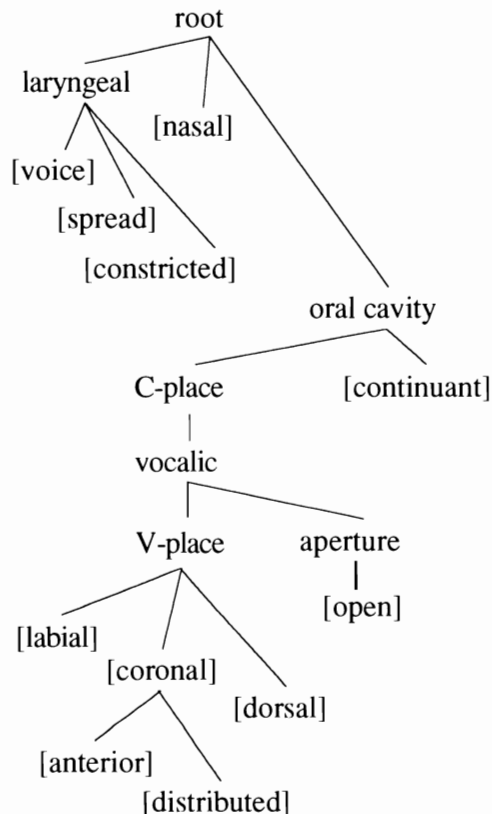 root
laryngeal
[nasal]
[voice]
[spread]
[constricted]
oral cavity
C-place [continuant]
vocalic
V-place aperture
[open]
[labial]
[coronal]
[dorsal]
[anterior]
[distributed]